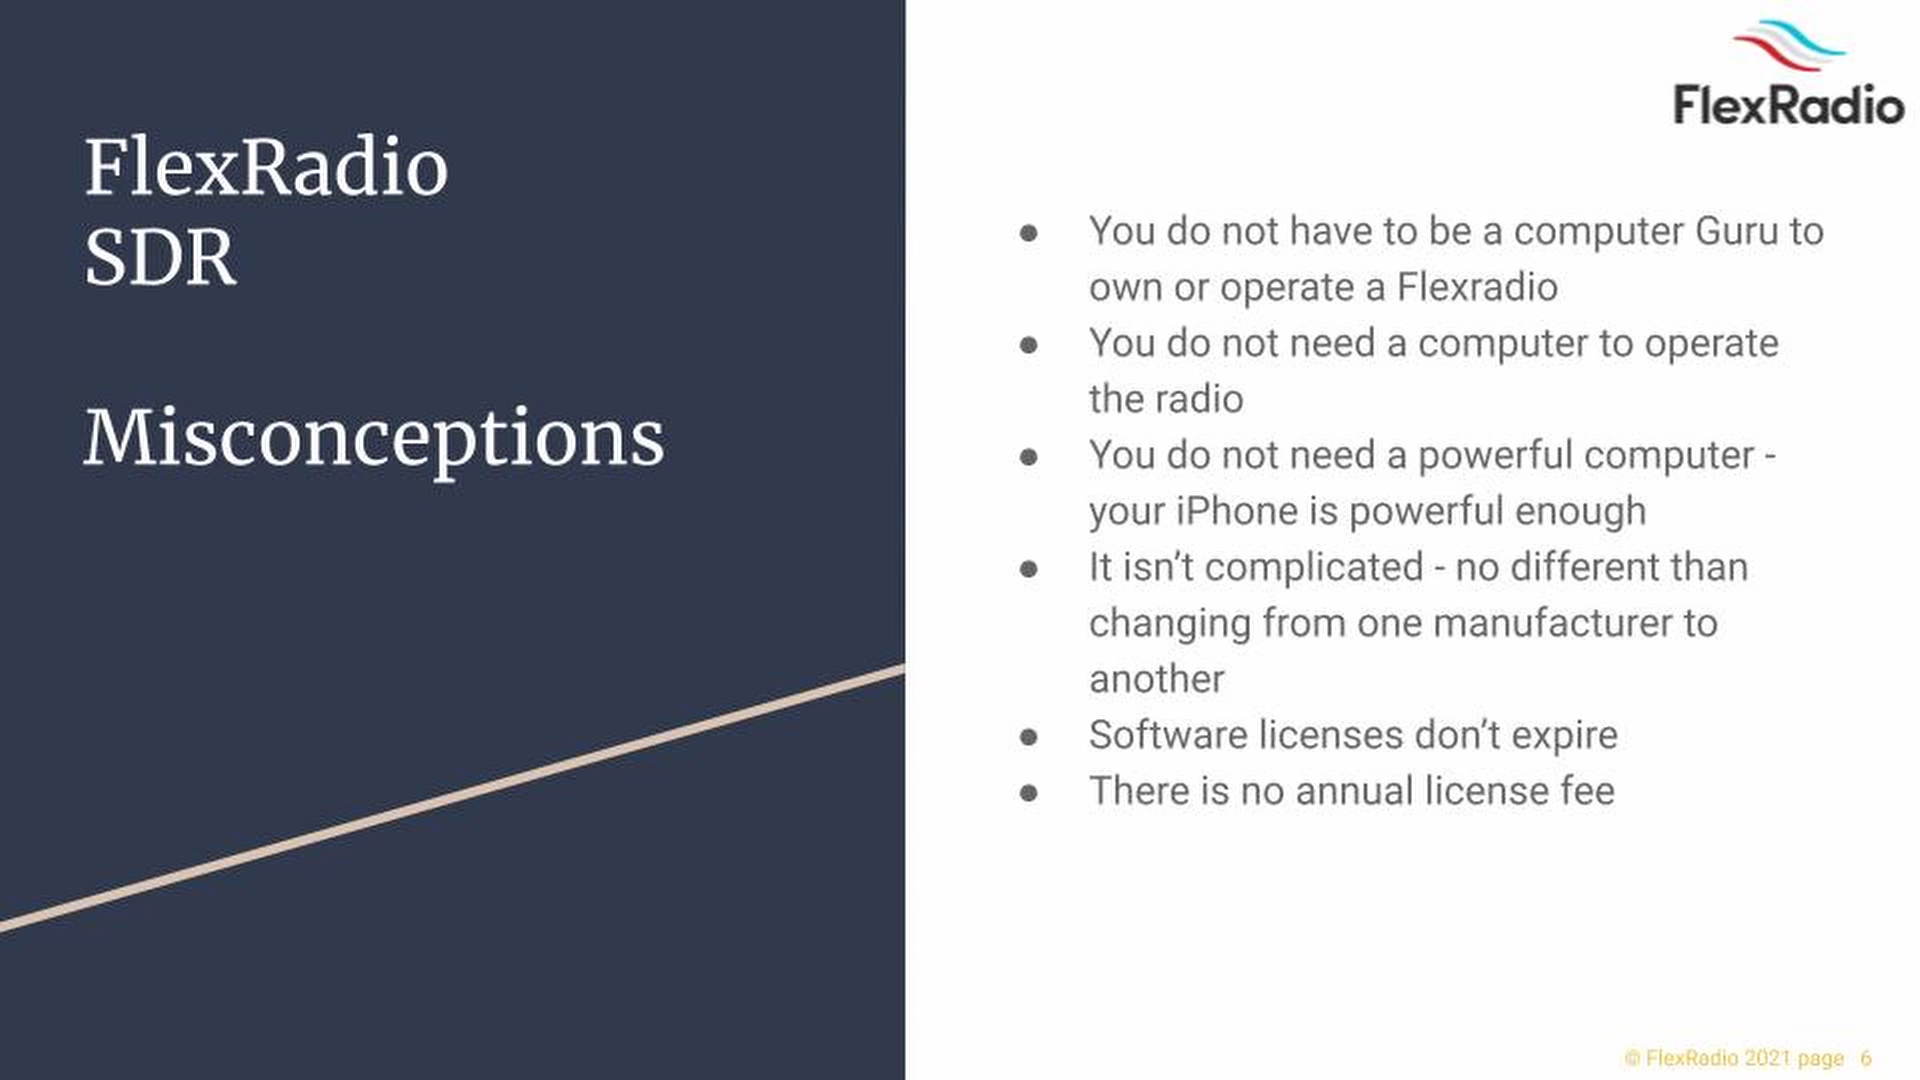 FlexRadio
SDR
Misconceptions
FlexRadio
● You do not have to be a computer Guru to
own or operate a Flexradio
● You do not need a computer to operate
the radio
● You do not need a powerful computer -
your iPhone is powerful enough
● It isn’t complicated - no different than
changing from one manufacturer to
another
● Software licenses don’t expire
● There is no annual license fee
© FlexRadio 2021 page 6